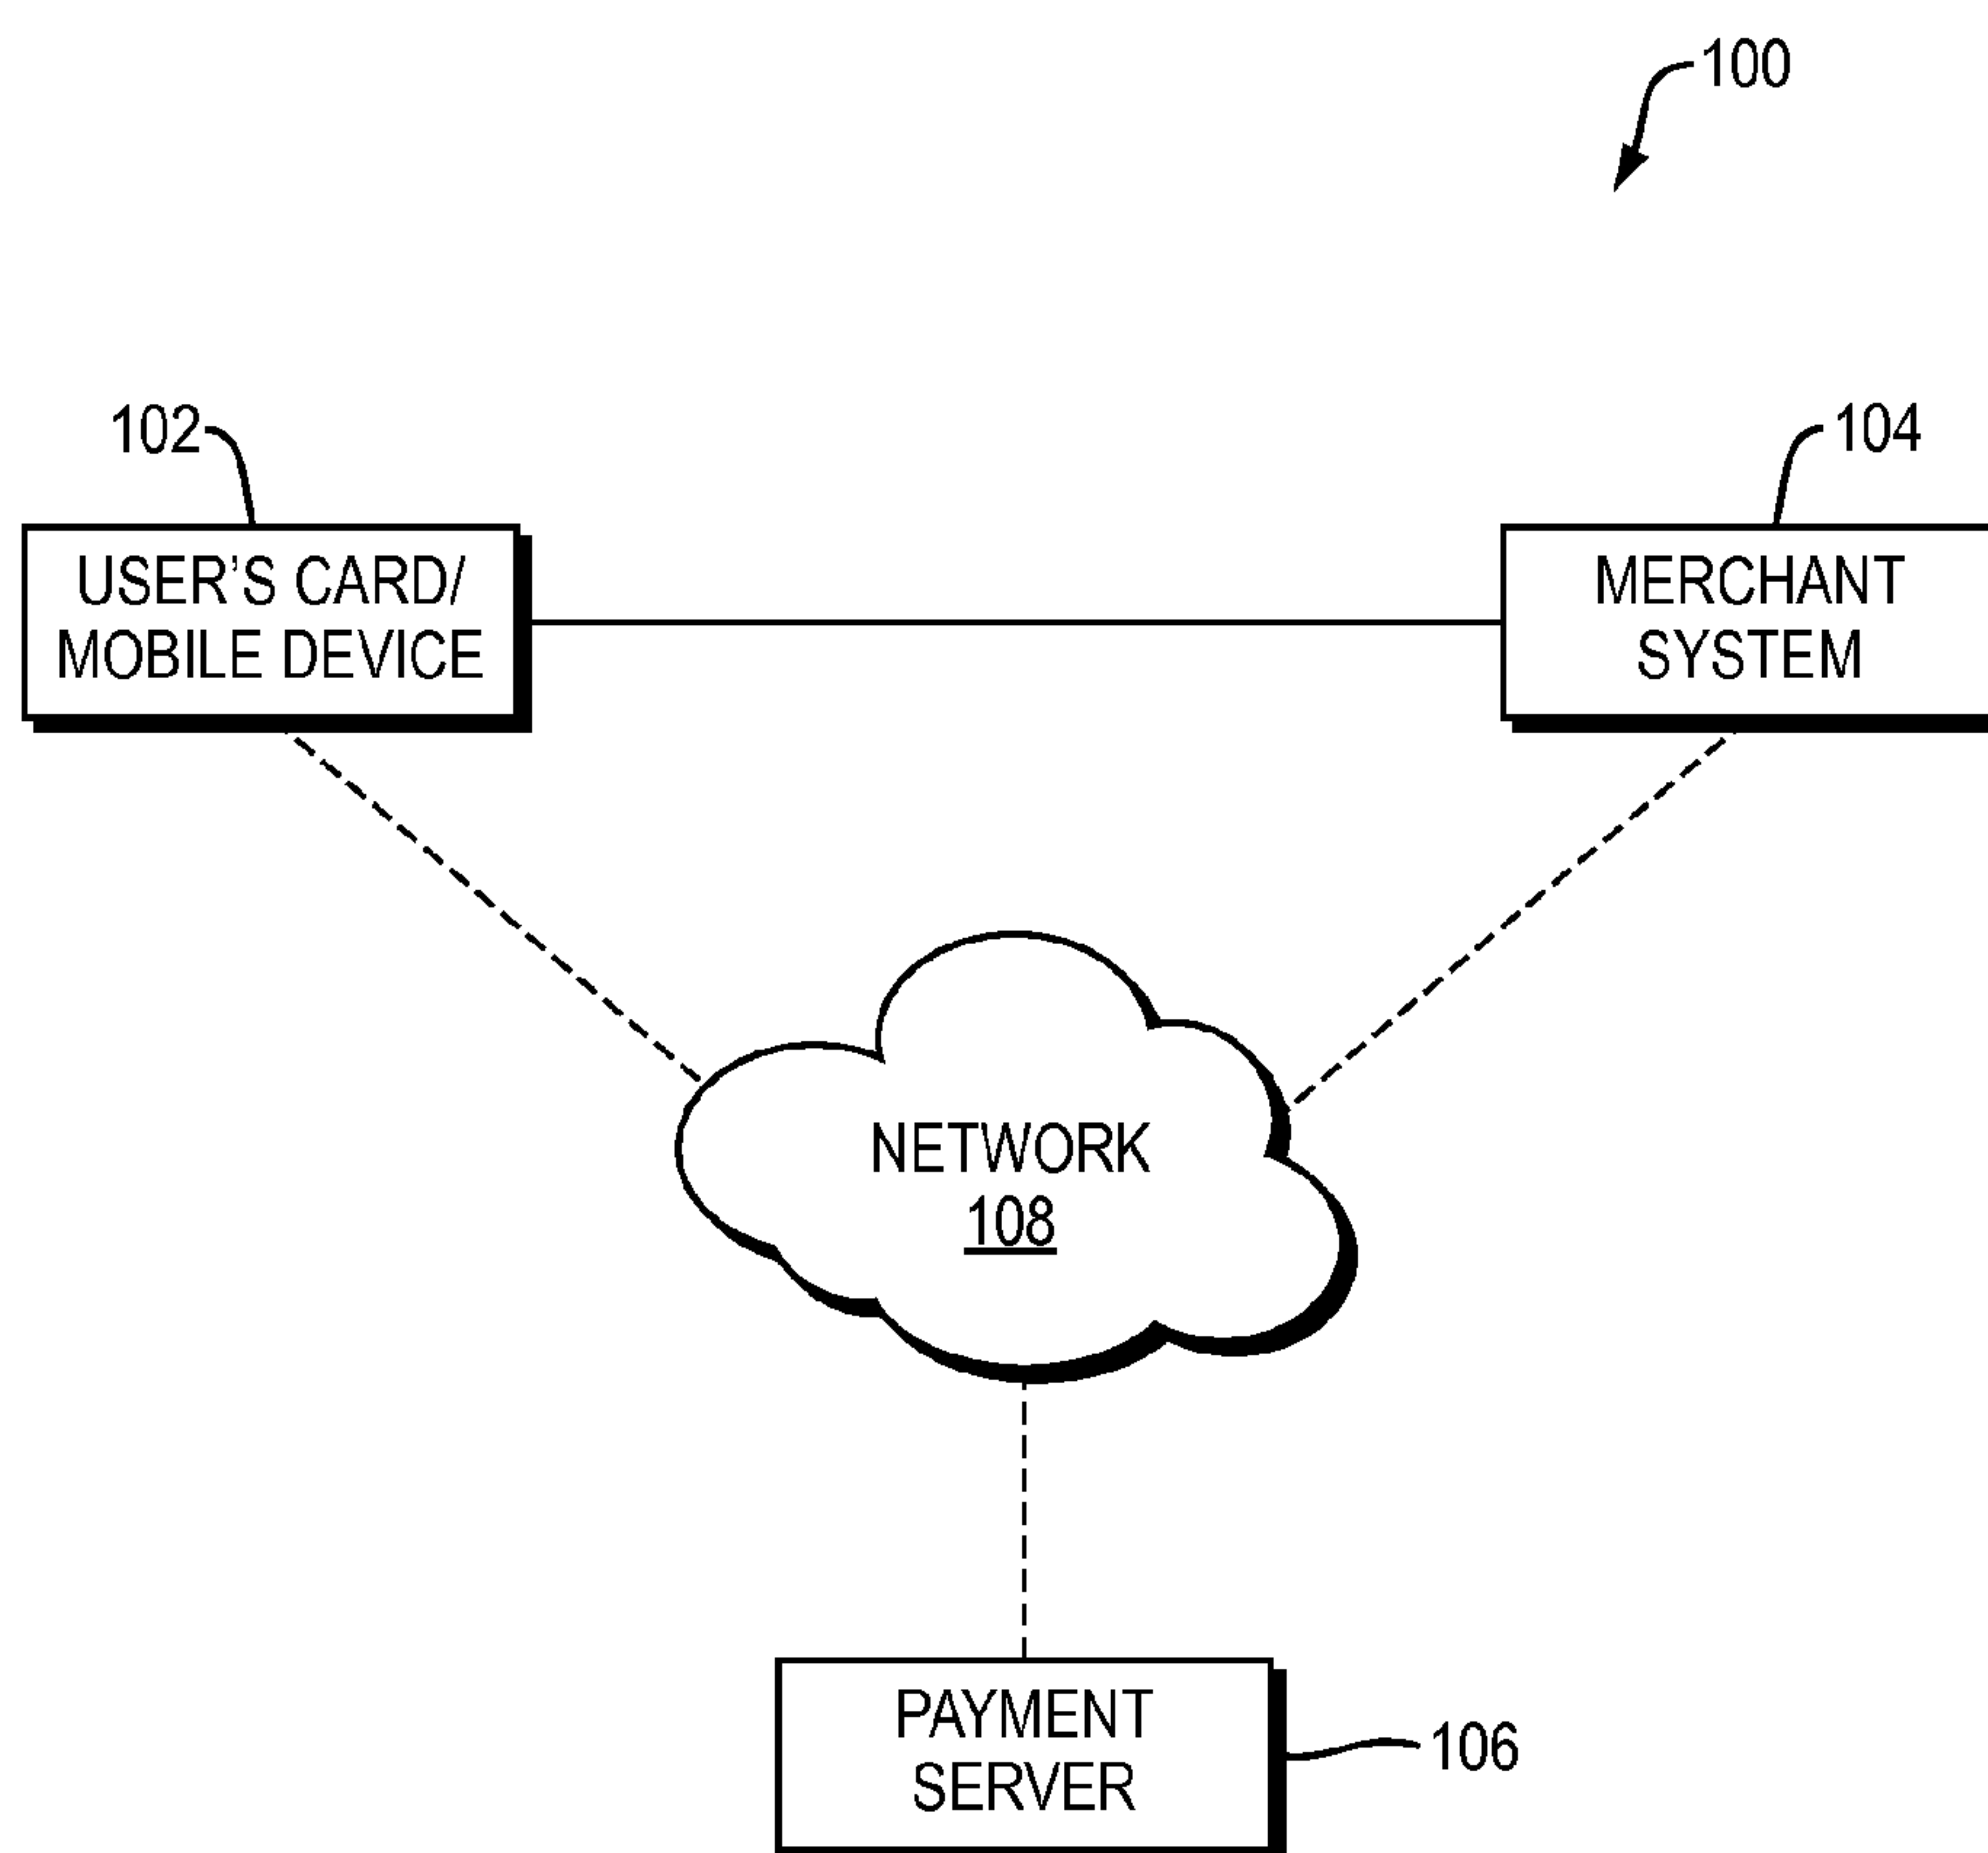 100
102
104
USER'S CARD/
MOBILE DEVICE
MERCHANT
SYSTEM
NETWORK
108
PAYMENT
SERVER
106